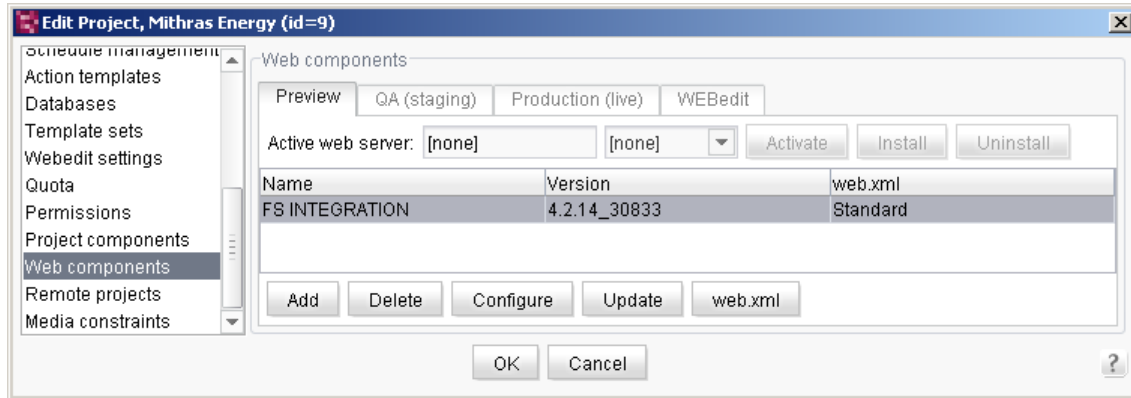 Edit Project, Mithras Energy (id=9)
Schedule management
Action templates
Databases
Template sets
Webedit settings
Quota
Permissions
Project components
Web components
Remote projects
Media constraints
Web components
Preview QA (staging) Production (live) WEBedit
Active web server: [none] [none] Activate Install Uninstall
Name Version web.xml
FS INTEGRATION 4.2.14_30833 Standard
Add Delete Configure Update web.xml
OK Cancel ?